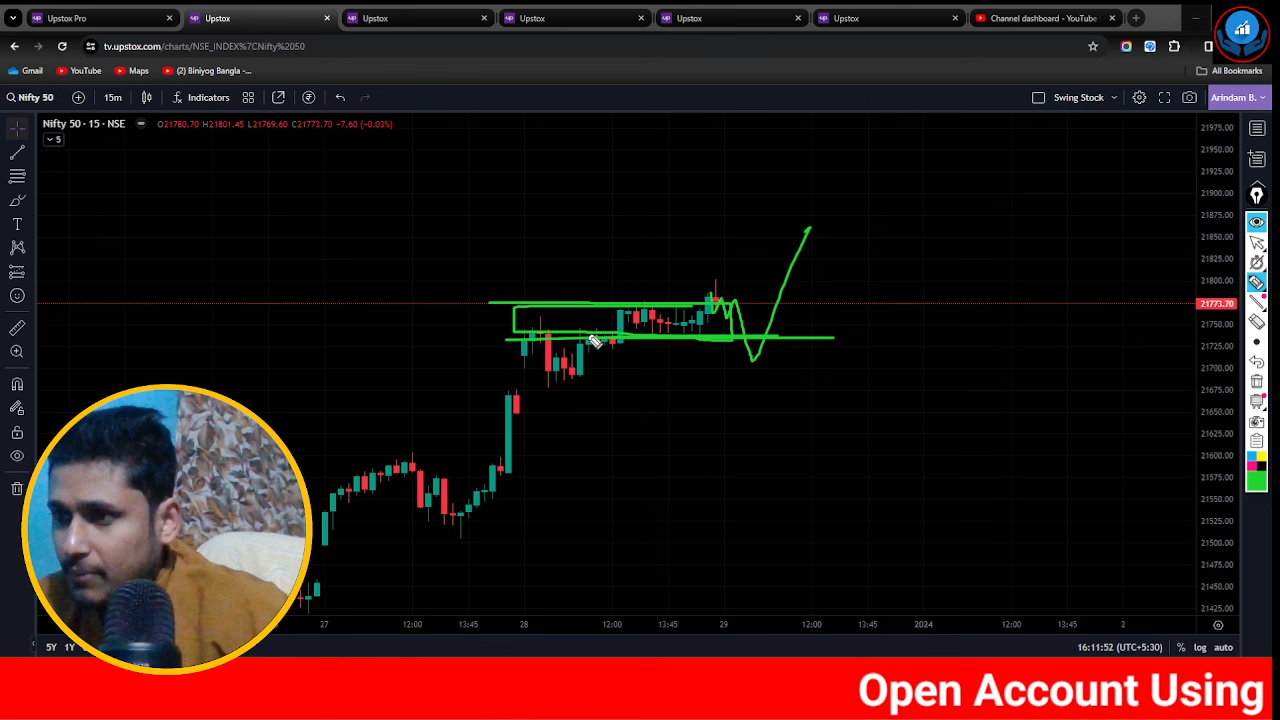 Upstox Pro
Upstox
Upstox
Upstox
Upstox
Upstox
Channel dashboard - YouTube
tv.upstox.com/charts/NSE_INDEX%7CNifty%2050
Gmail
YouTube
Maps
(2) Biniyog Bangla -...
All Bookmarks
Nifty 50
15m
Indicators
Swing Stock
Arindam B.
Nifty 50 · 15 · NSE
O21780.70 H21801.45 L21769.60 C21773.70 -7.60 (-0.03%)
5
21975.00
21950.00
21925.00
21900.00
21875.00
21850.00
21825.00
21800.00
21773.70
21750.00
21725.00
21700.00
21675.00
21650.00
21625.00
21600.00
21575.00
21550.00
21525.00
21500.00
21475.00
21450.00
21425.00
27
12:00
13:45
28
12:00
13:45
29
12:00
13:45
2024
12:00
13:45
2
5Y
1Y
16:11:52 (UTC+5:30)
%
log
auto
Open Account Using